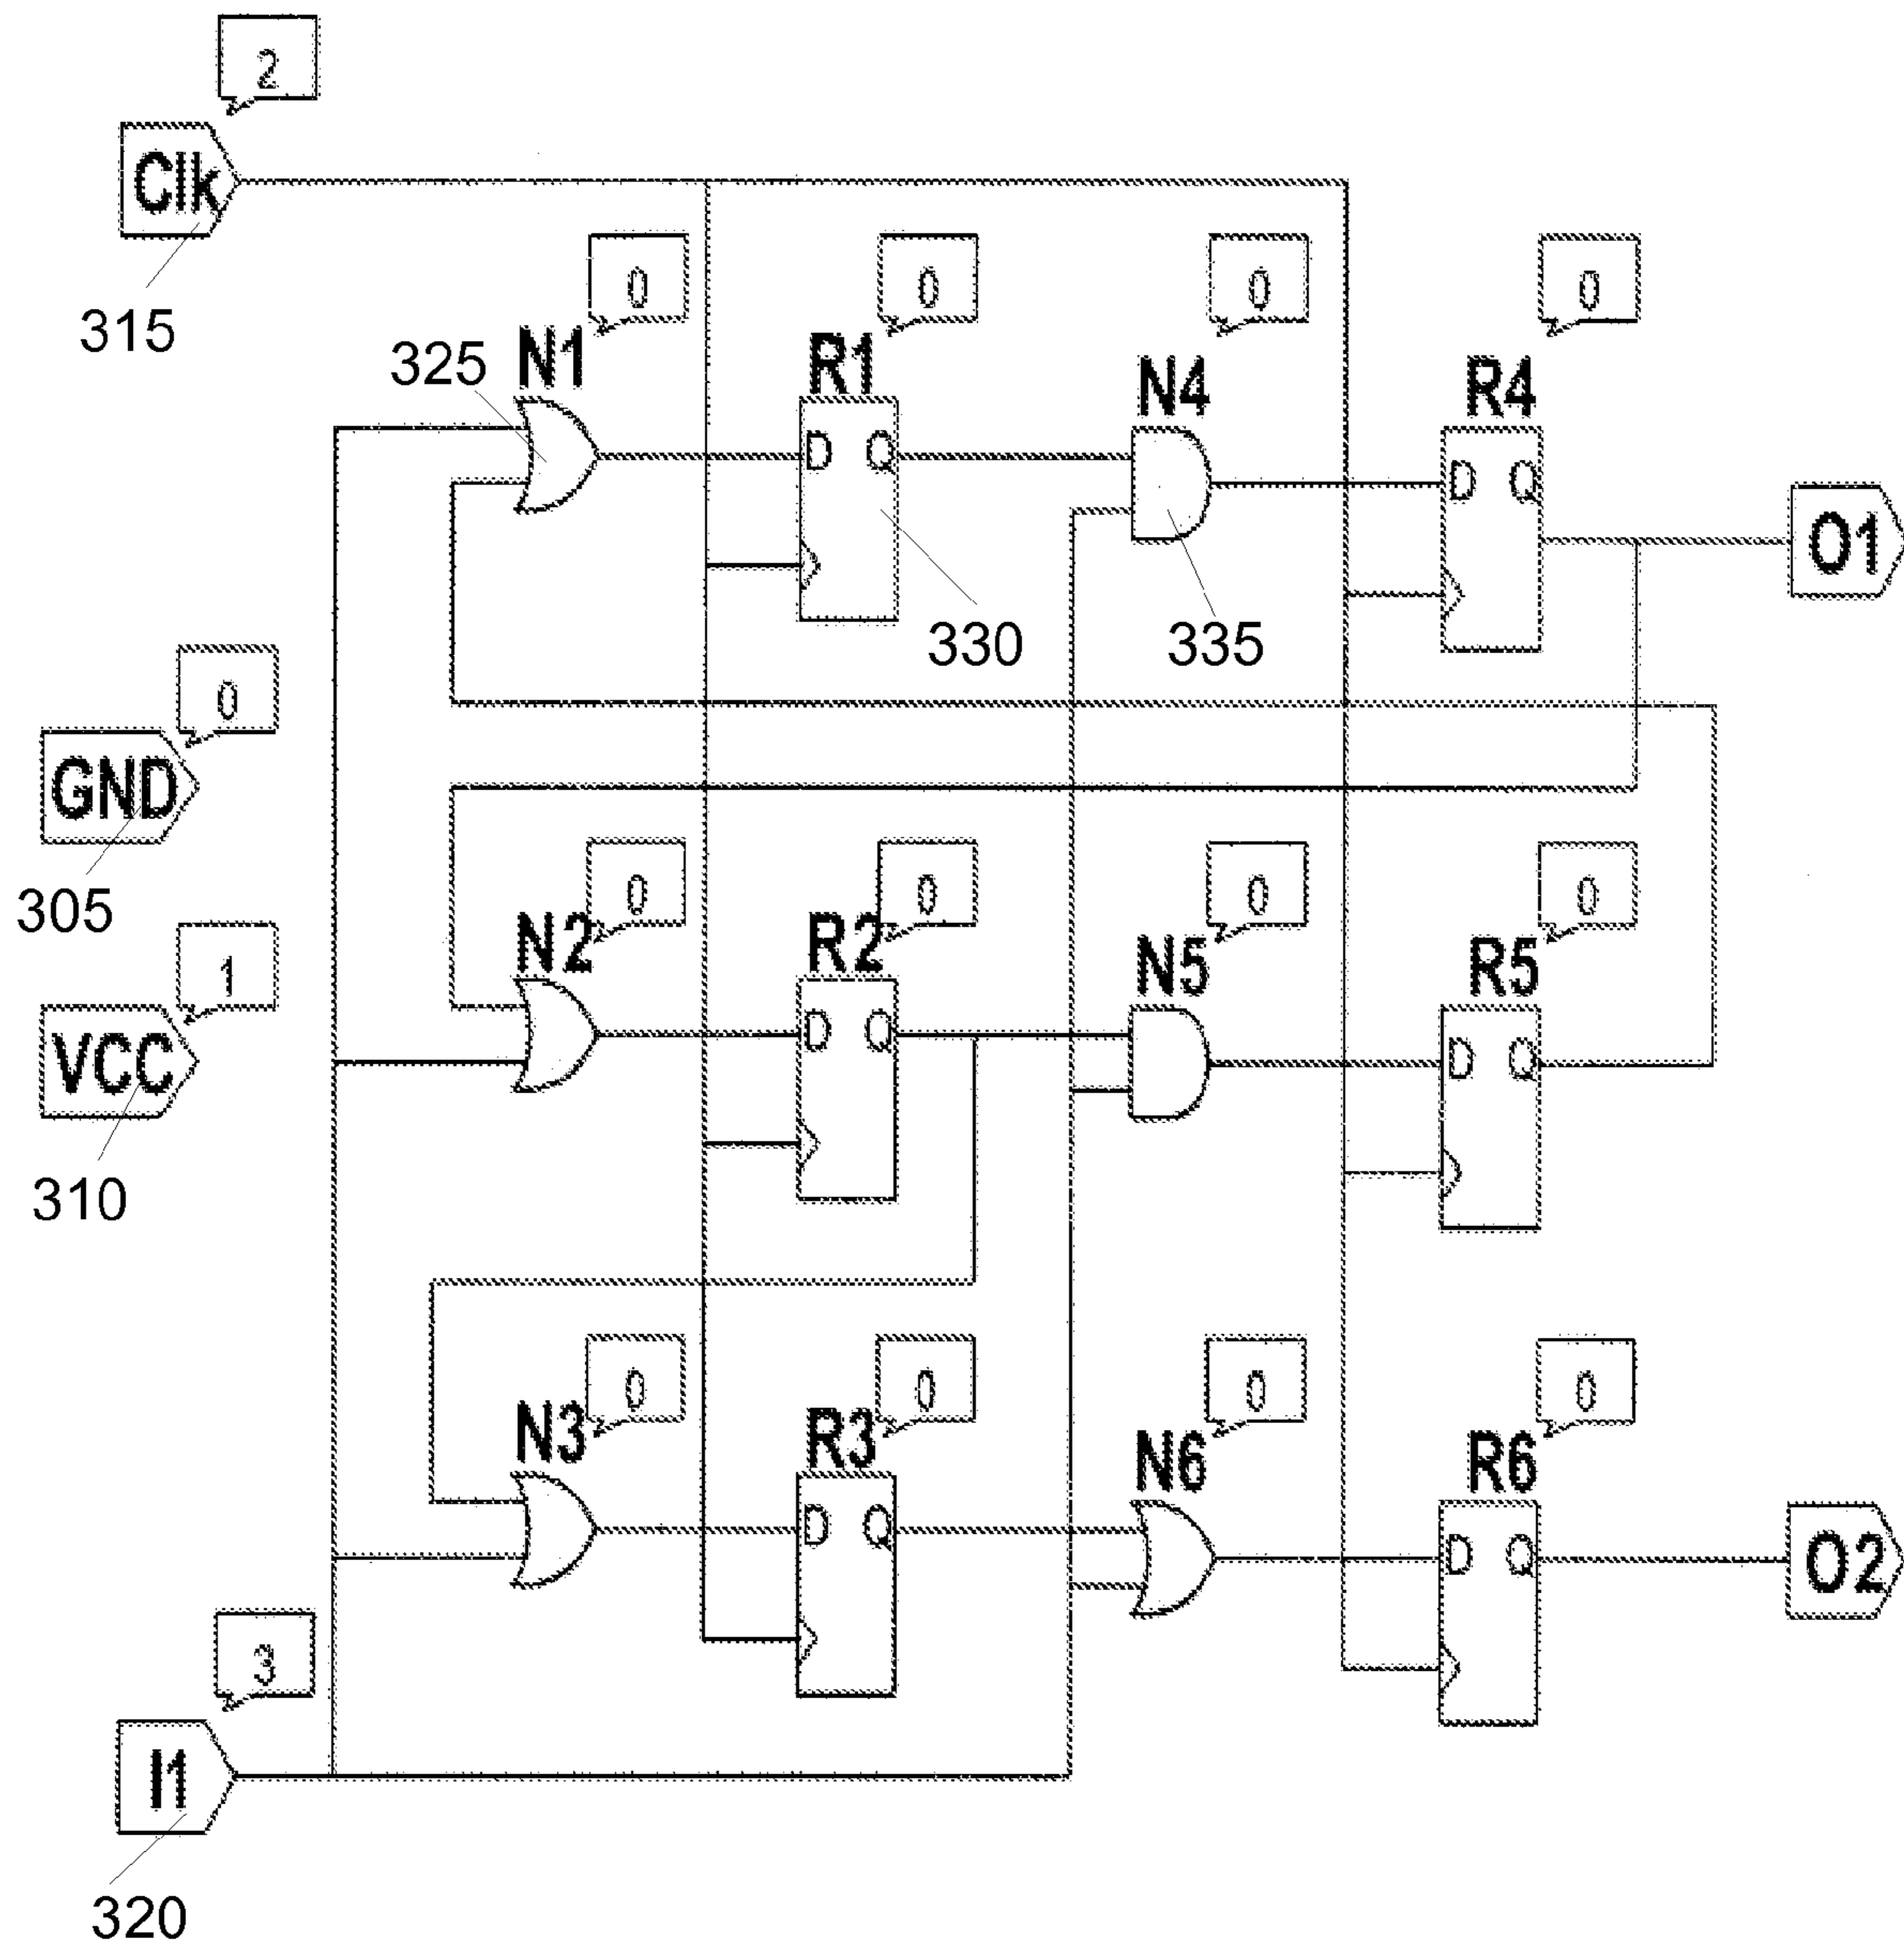 2
Clk
315
0 0 0 0
325 N1 R1 N4 R4
D Q D Q
O1
330 335
0
GND
305
0 0 0 0
1
N2 R2 N5 R5
VCC
D Q D Q
310
0 0 0 0
N3 R3 N6 R6
D Q D Q
O2
3
I1
320